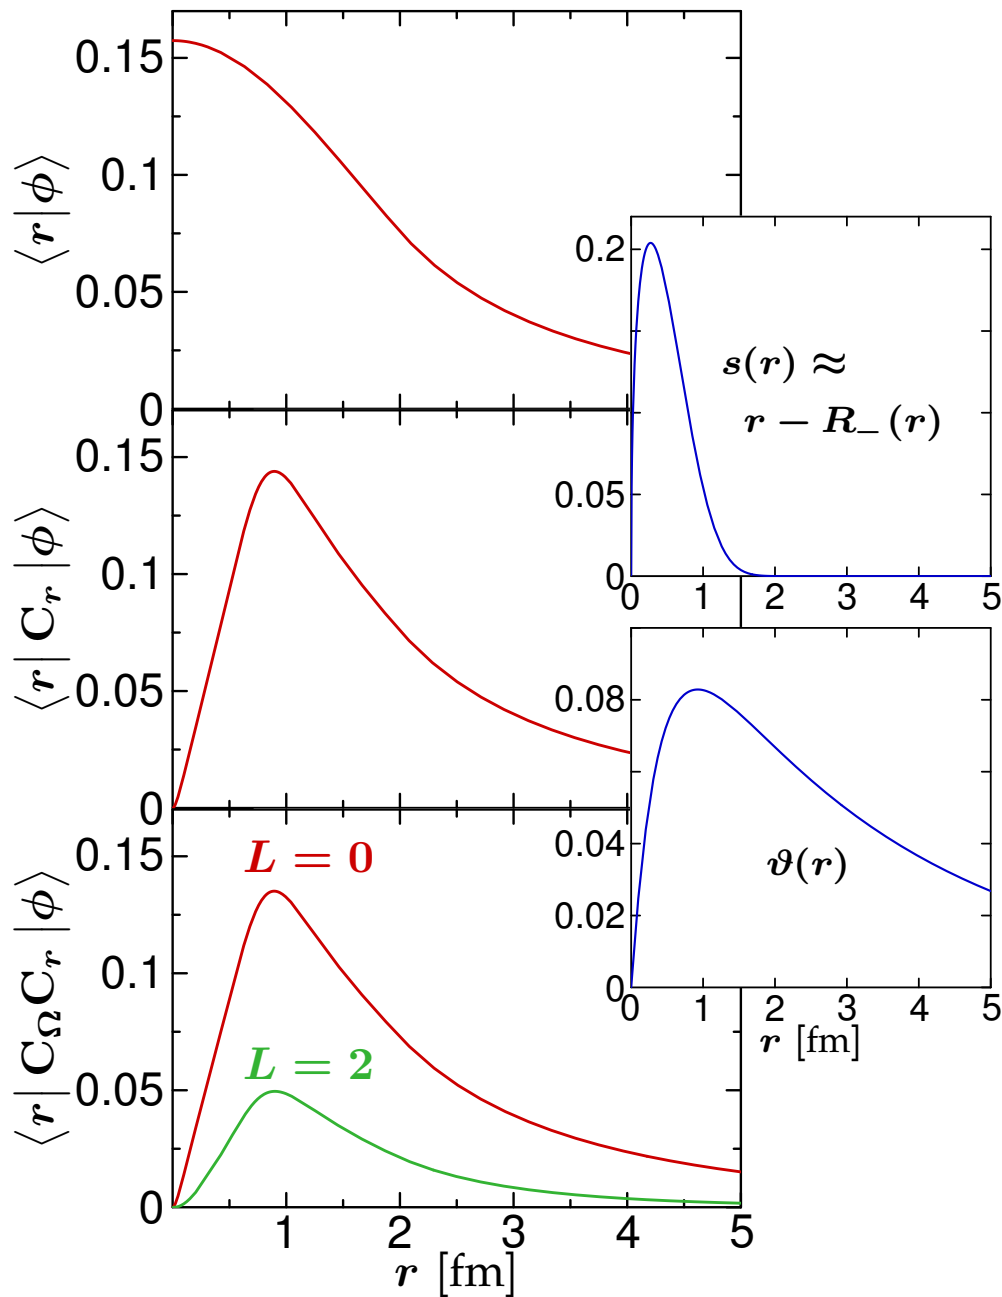 0.15
0.1
0.05
0
⟨r|ϕ⟩
0.15
0.1
0.05
0
⟨r| C_r |ϕ⟩
0.15
0.1
0.05
0
⟨r| C_Ω C_r |ϕ⟩
L = 0
L = 2
1 2 3 4 5
r [fm]
0.2
0.05
0
s(r) ≈
r − R_−(r)
0 1 2 3 4 5
0.08
0.04
0.02
0
ϑ(r)
0 1 2 3 4 5
r [fm]